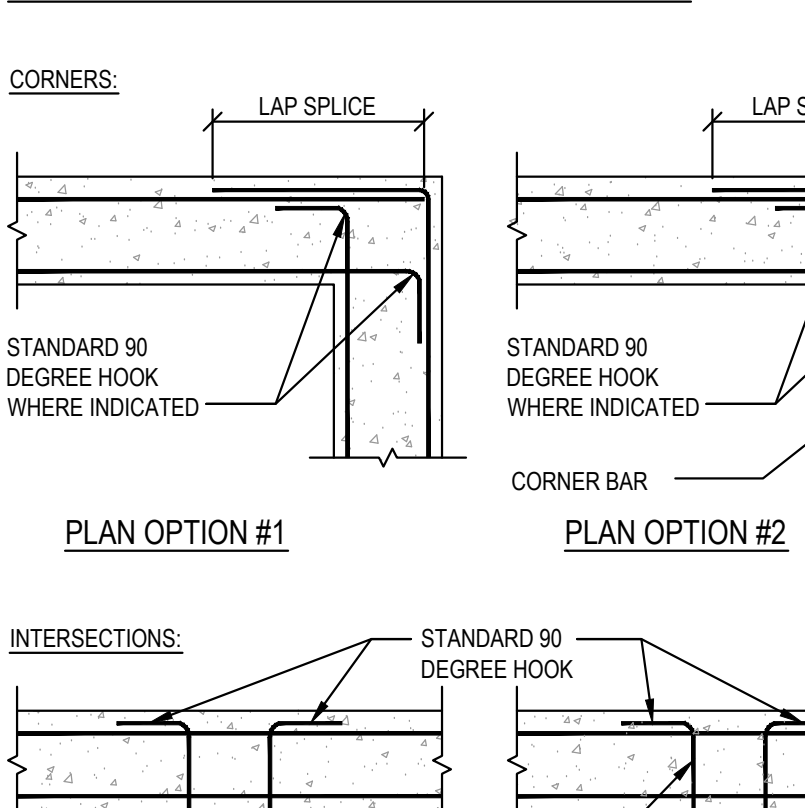 CORNERS:
LAP SPLICE
LAP
STANDARD 90
DEGREE HOOK
WHERE INDICATED
STANDARD 90
DEGREE HOOK
WHERE INDICATED
CORNER BAR
PLAN OPTION #1
PLAN OPTION #2
INTERSECTIONS:
STANDARD 90
DEGREE HOOK